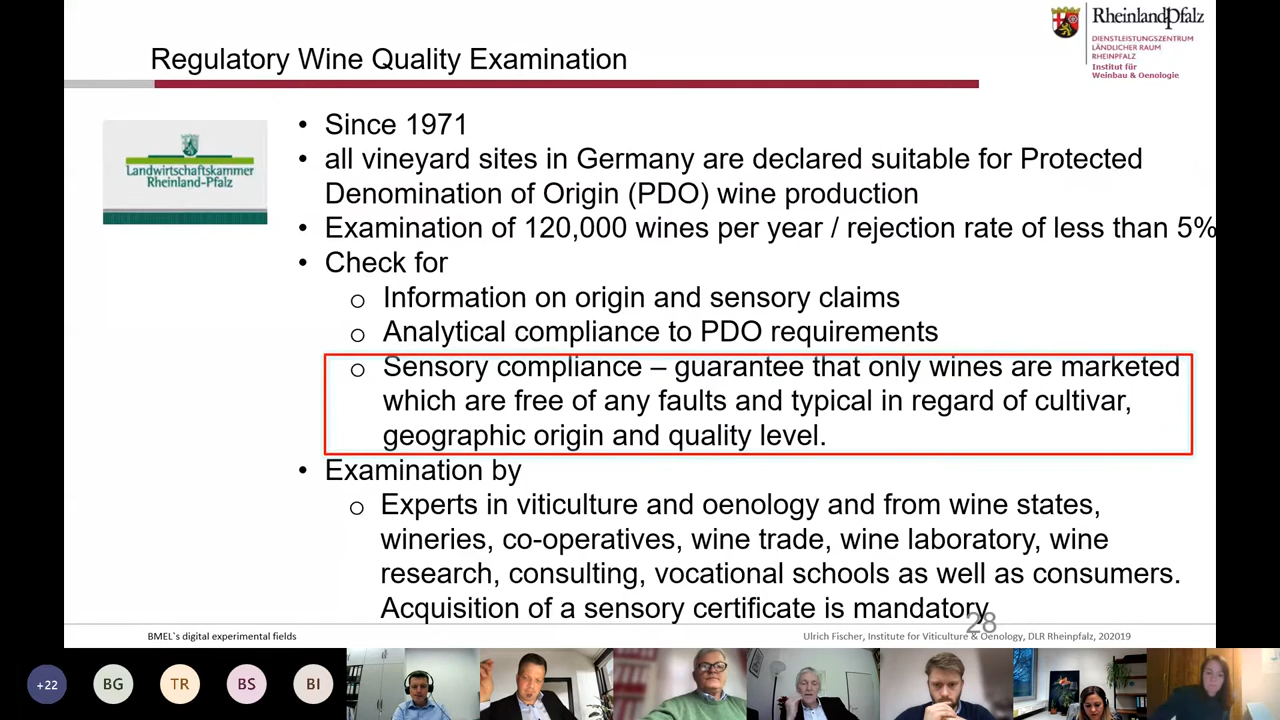 RheinlandPfalz
DIENSTLEISTUNGSZENTRUM
LÄNDLICHER RAUM
RHEINPFALZ
Institut für
Weinbau & Oenologie
Regulatory Wine Quality Examination
Landwirtschaftskammer
Rheinland-Pfalz
• Since 1971
• all vineyard sites in Germany are declared suitable for Protected
Denomination of Origin (PDO) wine production
• Examination of 120,000 wines per year / rejection rate of less than 5%
• Check for
o Information on origin and sensory claims
o Analytical compliance to PDO requirements
o Sensory compliance – guarantee that only wines are marketed
which are free of any faults and typical in regard of cultivar,
geographic origin and quality level.
• Examination by
o Experts in viticulture and oenology and from wine states,
wineries, co-operatives, wine trade, wine laboratory, wine
research, consulting, vocational schools as well as consumers.
Acquisition of a sensory certificate is mandatory
28
BMEL`s digital experimental fields
Ulrich Fischer, Institute for Viticulture & Oenology, DLR Rheinpfalz, 202019
+22 BG TR BS BI